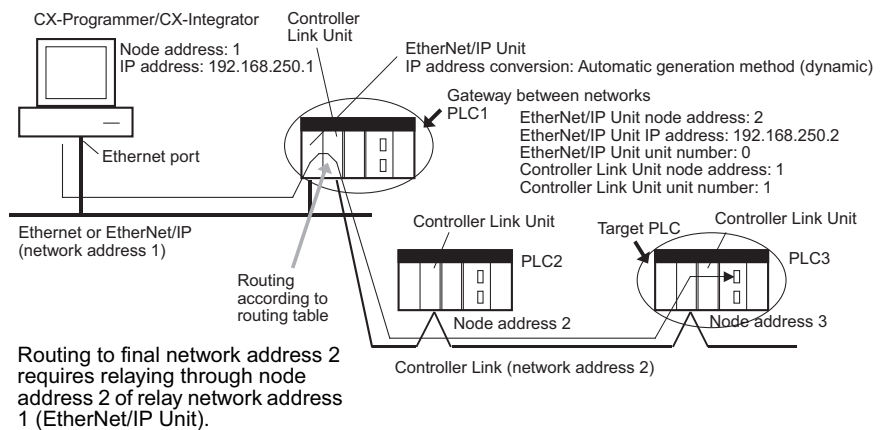 CX-Programmer/CX-Integrator
Node address: 1
IP address: 192.168.250.1
Controller
Link Unit
EtherNet/IP Unit
IP address conversion: Automatic generation method (dynamic)
Gateway between networks
PLC1
EtherNet/IP Unit node address: 2
EtherNet/IP Unit IP address: 192.168.250.2
EtherNet/IP Unit unit number: 0
Controller Link Unit node address: 1
Controller Link Unit unit number: 1
Ethernet port
Ethernet or EtherNet/IP
(network address 1)
Controller Link Unit
PLC2
Target PLC
Controller Link Unit
PLC3
Routing
according to
routing table
Node address 2
Node address 3
Controller Link (network address 2)
Routing to final network address 2
requires relaying through node
address 2 of relay network address
1 (EtherNet/IP Unit).